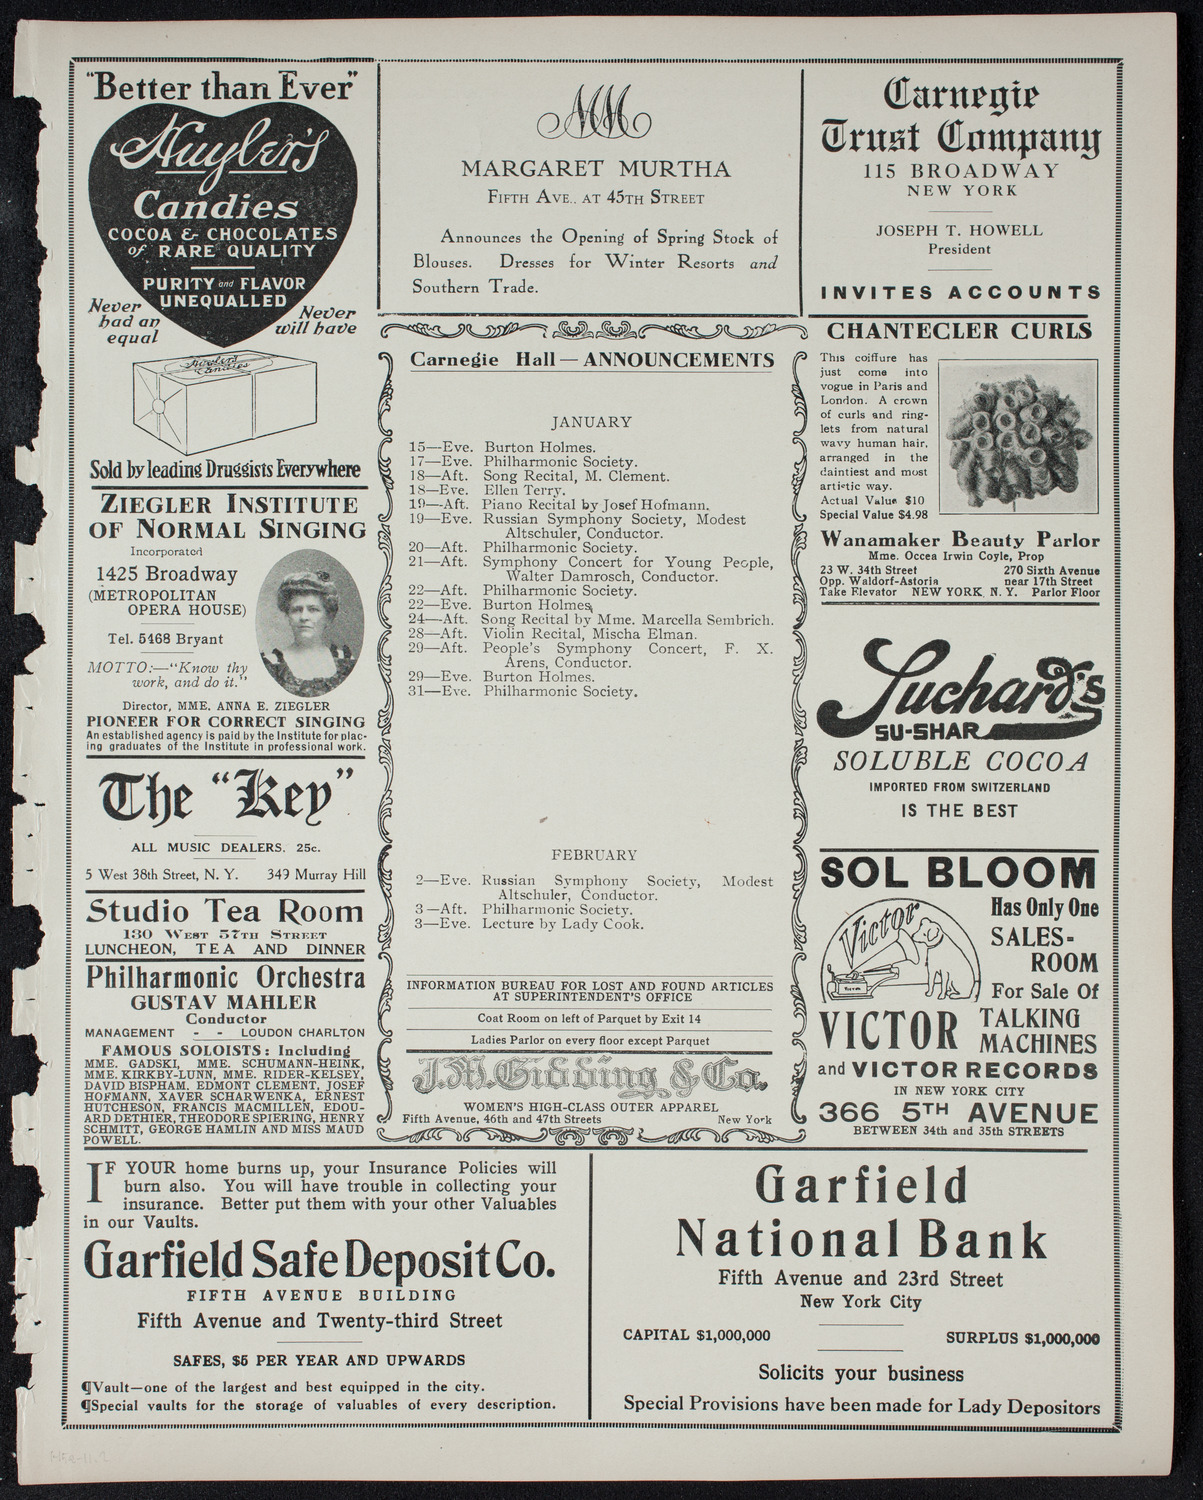 "Better than Ever"
Huyler's
Candies
COCOA & CHOCOLATES
of RARE QUALITY
PURITY and FLAVOR
UNEQUALLED
Never
had an
equal
Never
will have
Huyler's
Candies
Sold by leading Druggists Everywhere
ZIEGLER INSTITUTE
OF NORMAL SINGING
Incorporated
1425 Broadway
(METROPOLITAN
OPERA HOUSE)
Tel. 5468 Bryant
MOTTO:—"Know thy
work, and do it."
Director, MME. ANNA E. ZIEGLER
PIONEER FOR CORRECT SINGING
An established agency is paid by the Institute for plac-
ing graduates of the Institute in professional work.
The "Key"
ALL MUSIC DEALERS. 25c.
5 West 38th Street, N. Y. 349 Murray Hill
Studio Tea Room
130 WEST 57TH STREET
LUNCHEON, TEA AND DINNER
Philharmonic Orchestra
GUSTAV MAHLER
Conductor
MANAGEMENT - - LOUDON CHARLTON
FAMOUS SOLOISTS: Including
MME. GADSKI, MME. SCHUMANN-HEINK,
MME. KIRKBY-LUNN, MME. RIDER-KELSEY,
DAVID BISPHAM, EDMONT CLEMENT, JOSEF
HOFMANN, XAVER SCHARWENKA, ERNEST
HUTCHESON, FRANCIS MACMILLEN, EDOU-
ARD DETHIER, THEODORE SPIERING, HENRY
SCHMITT, GEORGE HAMLIN AND MISS MAUD
POWELL.
MM
MARGARET MURTHA
FIFTH AVE., AT 45TH STREET
Announces the Opening of Spring Stock of
Blouses. Dresses for Winter Resorts and
Southern Trade.
Carnegie Hall—ANNOUNCEMENTS
JANUARY
15—Eve. Burton Holmes.
17—Eve. Philharmonic Society.
18—Aft. Song Recital, M. Clement.
18—Eve. Ellen Terry.
19—Aft. Piano Recital by Josef Hofmann.
19—Eve. Russian Symphony Society, Modest
Altschuler, Conductor.
20—Aft. Philharmonic Society.
21—Aft. Symphony Concert for Young People,
Walter Damrosch, Conductor.
22—Aft. Philharmonic Society.
22—Eve. Burton Holmes.
24—Aft. Song Recital by Mme. Marcella Sembrich.
28—Aft. Violin Recital, Mischa Elman.
29—Aft. People's Symphony Concert, F. X.
Arens, Conductor.
29—Eve. Burton Holmes.
31—Eve. Philharmonic Society.
FEBRUARY
2—Eve. Russian Symphony Society, Modest
Altschuler, Conductor.
3—Aft. Philharmonic Society.
3—Eve. Lecture by Lady Cook.
INFORMATION BUREAU FOR LOST AND FOUND ARTICLES
AT SUPERINTENDENT'S OFFICE
Coat Room on left of Parquet by Exit 14
Ladies Parlor on every floor except Parquet
J.M. Gidding & Co.
WOMEN'S HIGH-CLASS OUTER APPAREL
Fifth Avenue, 46th and 47th Streets New York
Carnegie
Trust Company
115 BROADWAY
NEW YORK
JOSEPH T. HOWELL
President
INVITES ACCOUNTS
CHANTECLER CURLS
This coiffure has
just come into
vogue in Paris and
London. A crown
of curls and ring-
lets from natural
wavy human hair,
arranged in the
daintiest and most
artistic way.
Actual Value $10
Special Value $4.98
Wanamaker Beauty Parlor
Mme. Occea Irwin Coyle, Prop
23 W. 34th Street 270 Sixth Avenue
Opp. Waldorf-Astoria near 17th Street
Take Elevator NEW YORK, N. Y. Parlor Floor
Suchard's
SU-SHAR
SOLUBLE COCOA
IMPORTED FROM SWITZERLAND
IS THE BEST
SOL BLOOM
Victor
Has Only One
SALES-
ROOM
For Sale Of
VICTOR TALKING
MACHINES
and VICTOR RECORDS
IN NEW YORK CITY
366 5TH AVENUE
BETWEEN 34th and 35th STREETS
IF YOUR home burns up, your Insurance Policies will
burn also. You will have trouble in collecting your
insurance. Better put them with your other Valuables
in our Vaults.
Garfield Safe Deposit Co.
FIFTH AVENUE BUILDING
Fifth Avenue and Twenty-third Street
SAFES, $5 PER YEAR AND UPWARDS
¶Vault—one of the largest and best equipped in the city.
¶Special vaults for the storage of valuables of every description.
Garfield
National Bank
Fifth Avenue and 23rd Street
New York City
CAPITAL $1,000,000 SURPLUS $1,000,000
Solicits your business
Special Provisions have been made for Lady Depositors